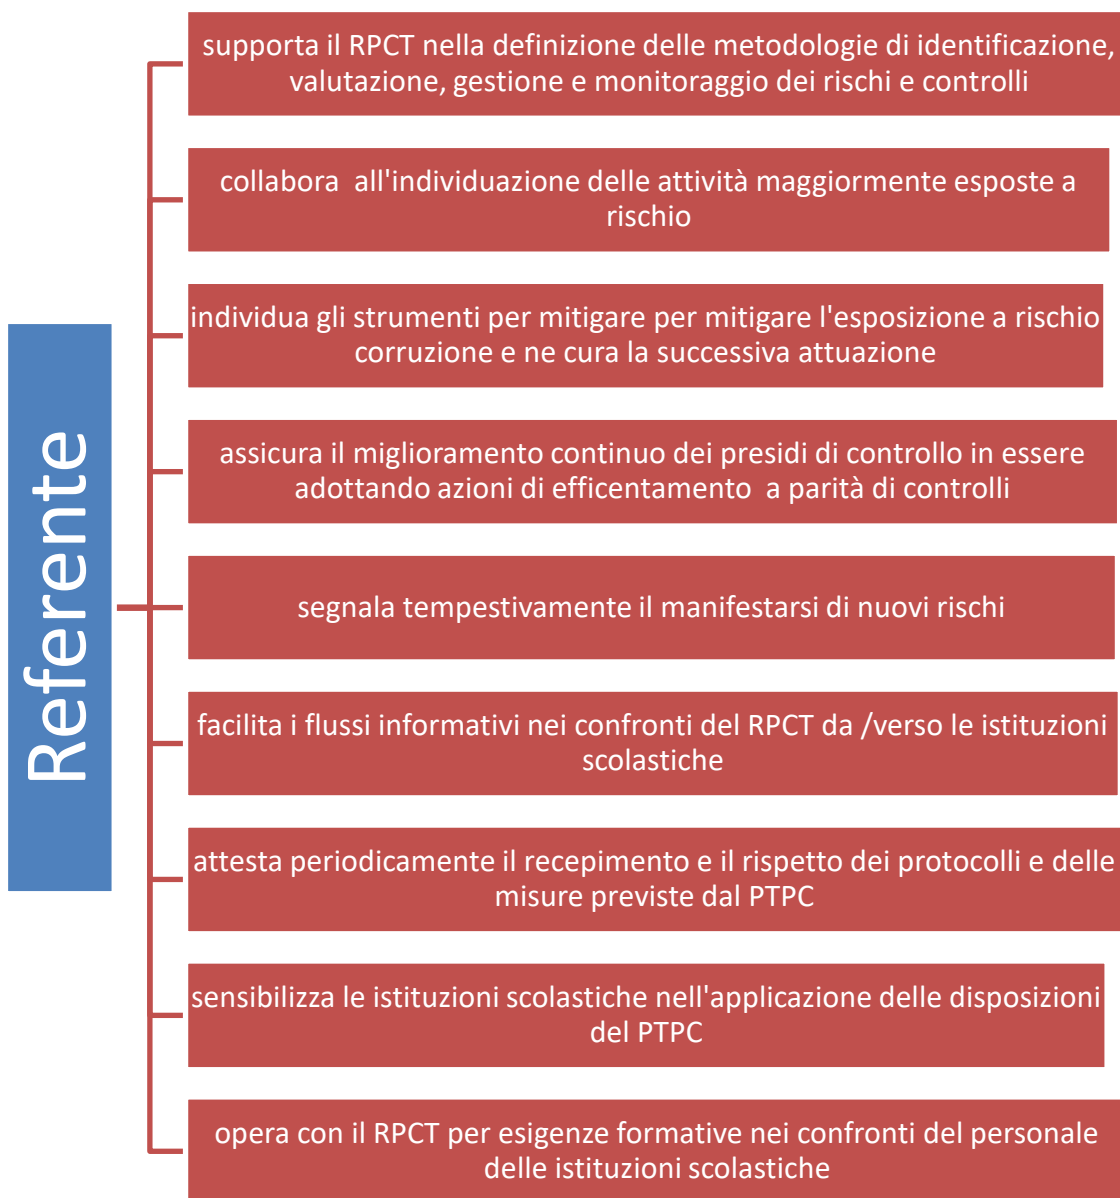 Referente
supporta il RPCT nella definizione delle metodologie di identificazione,
valutazione, gestione e monitoraggio dei rischi e controlli
collabora  all'individuazione delle attività maggiormente esposte a
rischio
individua gli strumenti per mitigare per mitigare l'esposizione a rischio
corruzione e ne cura la successiva attuazione
assicura il miglioramento continuo dei presidi di controllo in essere
adottando azioni di efficentamento  a parità di controlli
segnala tempestivamente il manifestarsi di nuovi rischi
facilita i flussi informativi nei confronti del RPCT da /verso le istituzioni
scolastiche
attesta periodicamente il recepimento e il rispetto dei protocolli e delle
misure previste dal PTPC
sensibilizza le istituzioni scolastiche nell'applicazione delle disposizioni
del PTPC
opera con il RPCT per esigenze formative nei confronti del personale
delle istituzioni scolastiche